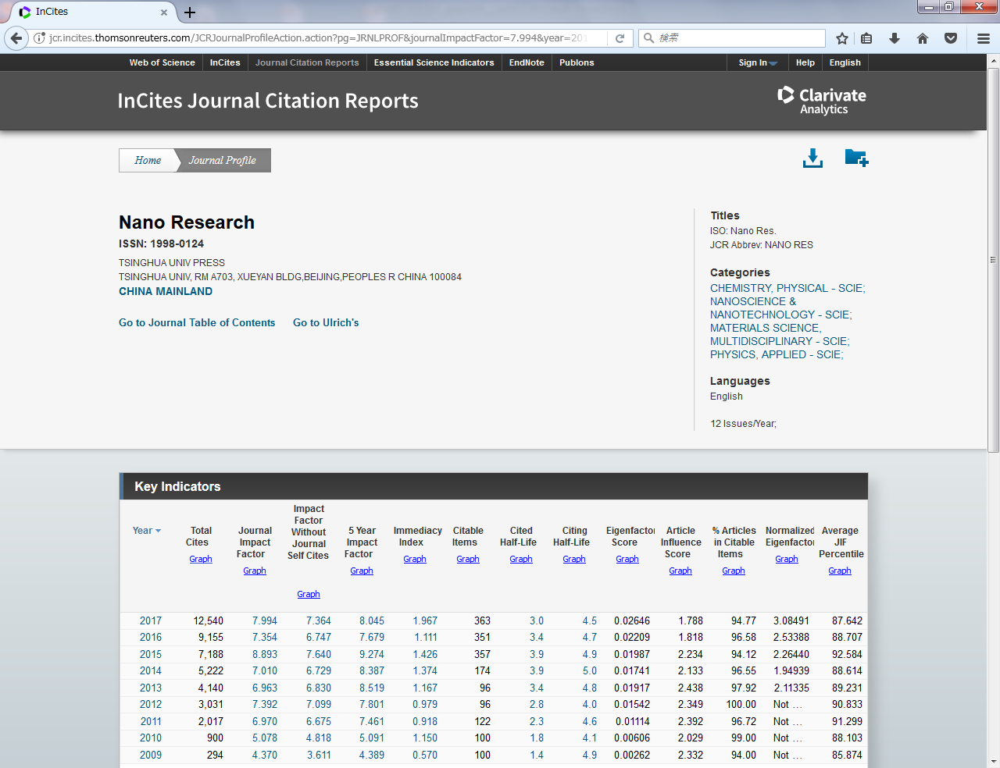 InCites
jcr.incites.thomsonreuters.com/JCRJournalProfileAction.action?pg=JRNLPROF&journalImpactFactor=7.994&year=201
検索
Web of Science InCites Journal Citation Reports Essential Science Indicators EndNote Publons Sign In Help English
InCites Journal Citation Reports
Clarivate
Analytics
Home Journal Profile
Nano Research
ISSN: 1998-0124
TSINGHUA UNIV PRESS
TSINGHUA UNIV, RM A703, XUEYAN BLDG,BEIJING,PEOPLES R CHINA 100084
CHINA MAINLAND
Go to Journal Table of Contents Go to Ulrich's
Titles
ISO: Nano Res.
JCR Abbrev: NANO RES
Categories
CHEMISTRY, PHYSICAL - SCIE;
NANOSCIENCE &
NANOTECHNOLOGY - SCIE;
MATERIALS SCIENCE,
MULTIDISCIPLINARY - SCIE;
PHYSICS, APPLIED - SCIE;
Languages
English
12 Issues/Year;
Key Indicators
Year
Total
Cites
Graph
Journal
Impact
Factor
Graph
Impact
Factor
Without
Journal
Self Cites
Graph
5 Year
Impact
Factor
Graph
Immediacy
Index
Graph
Citable
Items
Graph
Cited
Half-Life
Graph
Citing
Half-Life
Graph
Eigenfactor
Score
Graph
Article
Influence
Score
Graph
% Articles
in Citable
Items
Graph
Normalized
Eigenfactor
Graph
Average
JIF
Percentile
Graph
2017 12,540 7.994 7.364 8.045 1.967 363 3.0 4.5 0.02646 1.788 94.77 3.08491 87.642
2016 9,155 7.354 6.747 7.679 1.111 351 3.4 4.7 0.02209 1.818 96.58 2.53388 88.707
2015 7,188 8.893 7.640 9.274 1.426 357 3.9 4.9 0.01987 2.234 94.12 2.26440 92.584
2014 5,222 7.010 6.729 8.387 1.374 174 3.9 5.0 0.01741 2.133 96.55 1.94939 88.614
2013 4,140 6.963 6.830 8.519 1.167 96 3.4 4.8 0.01917 2.438 97.92 2.11335 89.231
2012 3,031 7.392 7.099 7.801 0.979 96 2.8 4.0 0.01542 2.349 100.00 Not ... 90.833
2011 2,017 6.970 6.675 7.461 0.918 122 2.3 4.6 0.01114 2.392 96.72 Not ... 91.299
2010 900 5.078 4.818 5.091 1.150 100 1.8 4.1 0.00606 2.029 99.00 Not ... 88.103
2009 294 4.370 3.611 4.389 0.570 100 1.4 4.9 0.00262 2.332 94.00 Not ... 85.874